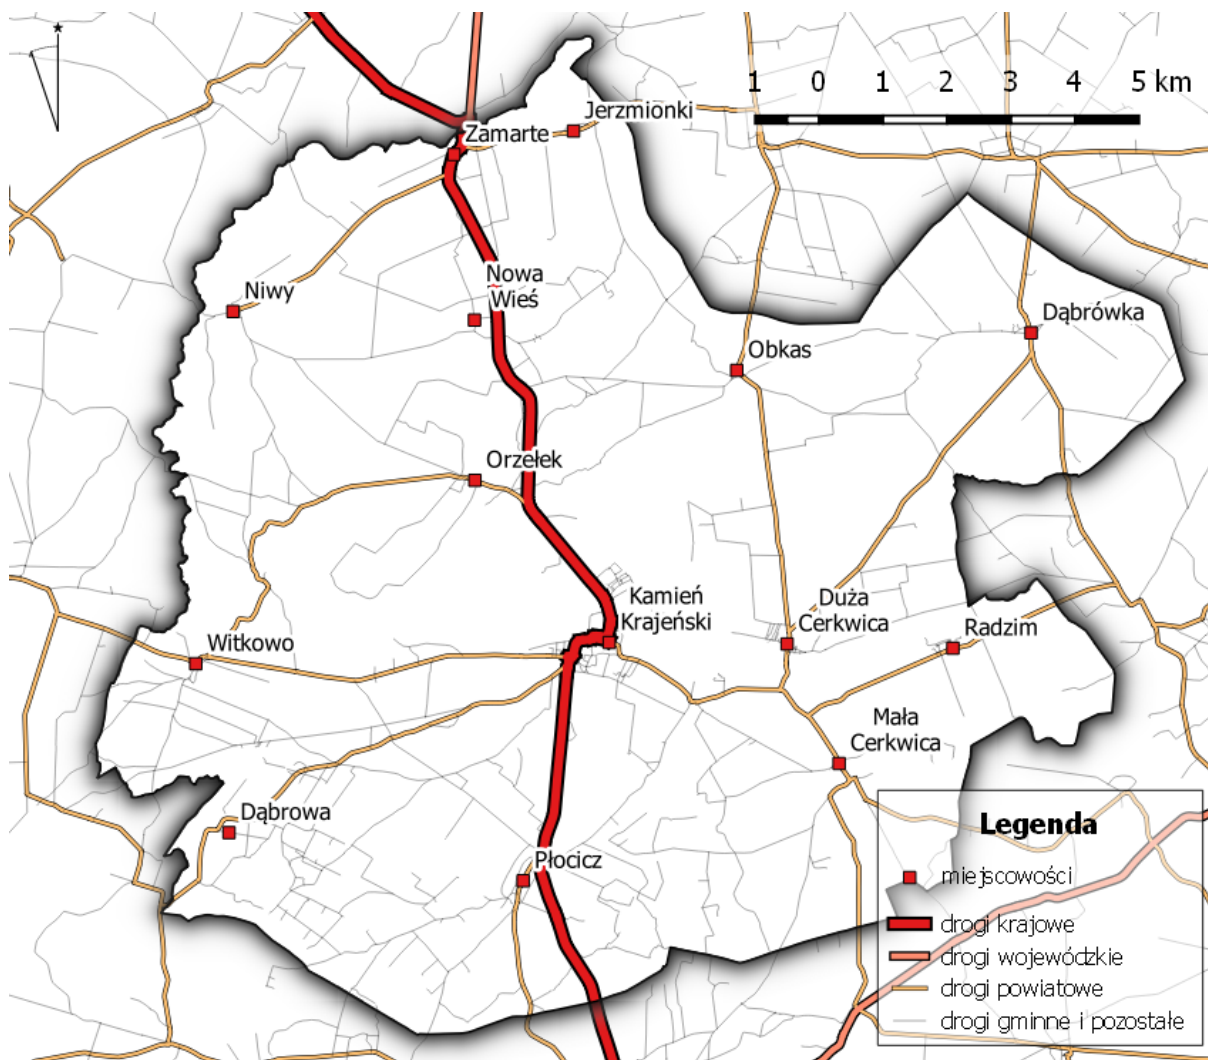 *
1 0 1 2 3 4 5 km
Jerzmionki
Zamarte
Nowa
Wieś
Niwy
Dąbrówka
Obkas
Orzełek
Kamień
Krajeński
Duża
Cerkwica
Radzim
Witkowo
Mała
Cerkwica
Dąbrowa
Płocicz
Legenda
miejscowości
drogi krajowe
drogi wojewódzkie
drogi powiatowe
drogi gminne i pozostałe